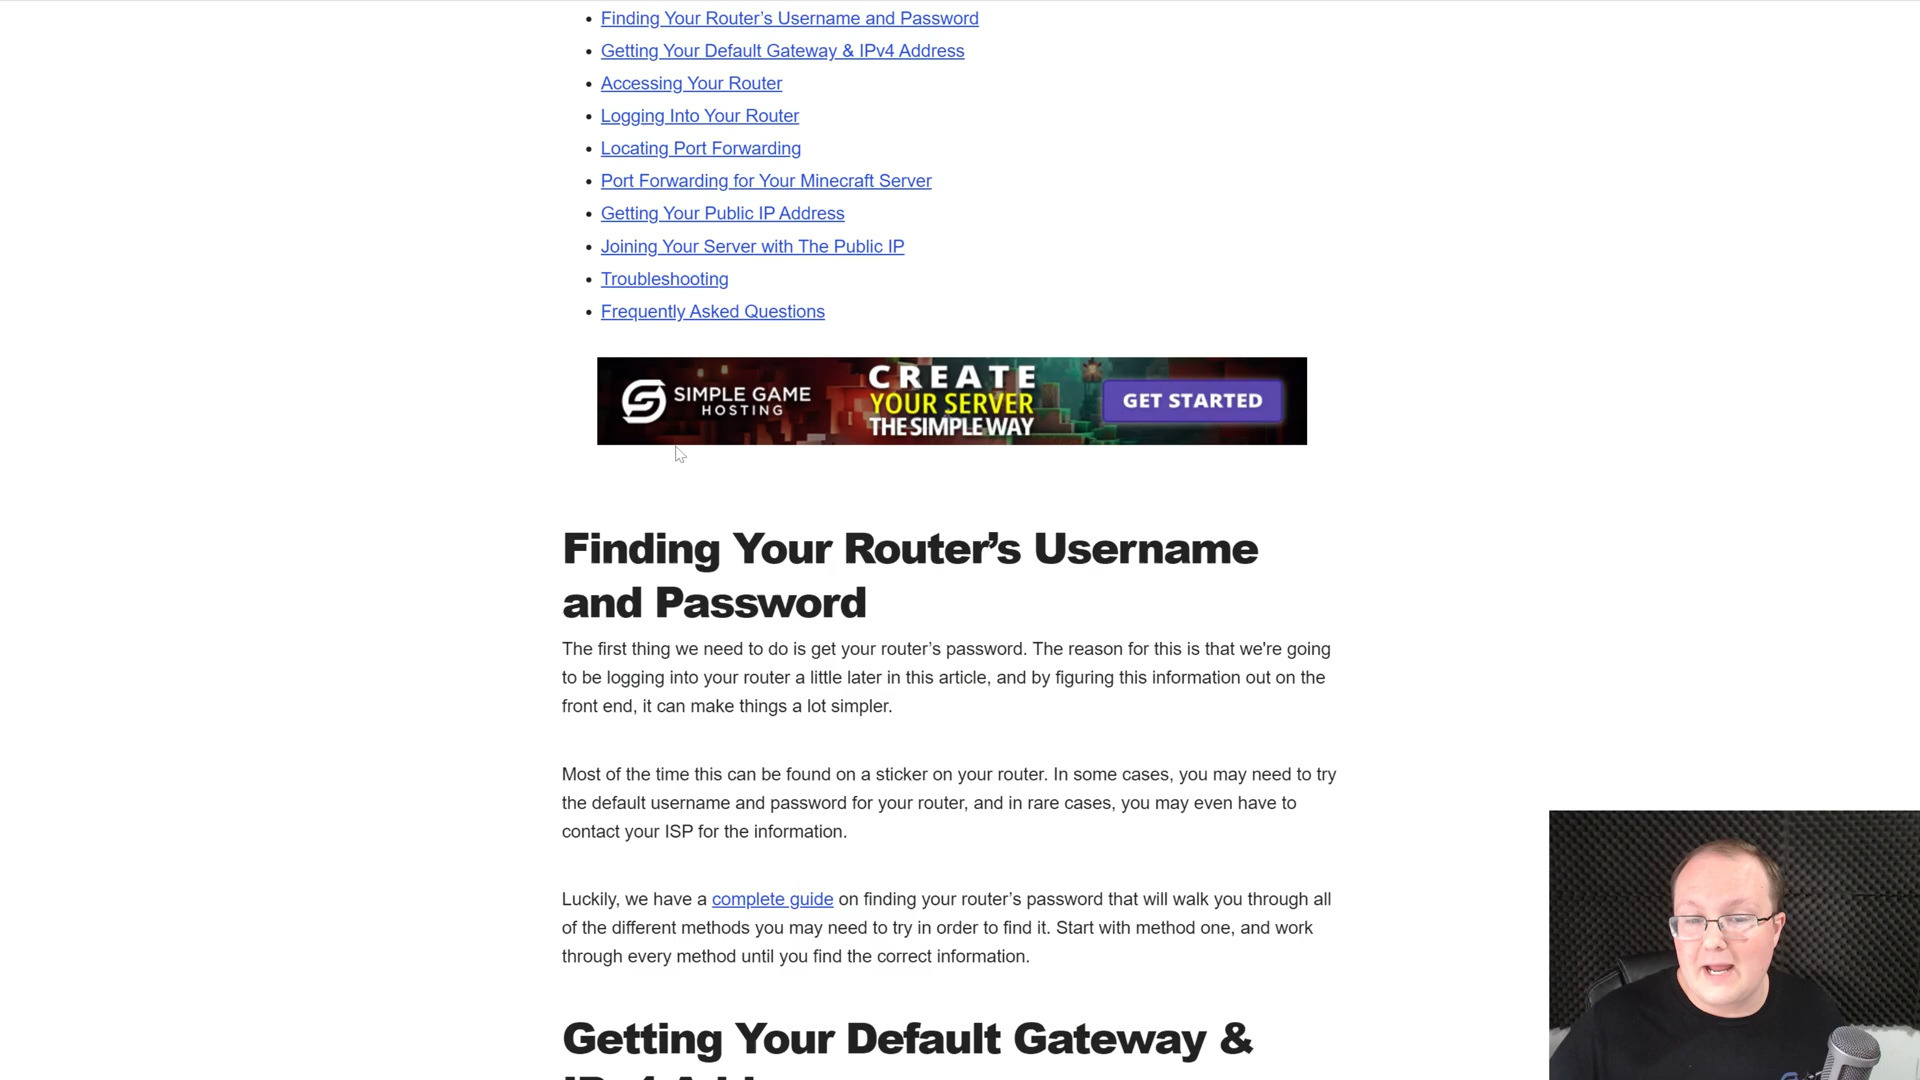 Finding Your Router’s Username and Password
Getting Your Default Gateway & IPv4 Address
Accessing Your Router
Logging Into Your Router
Locating Port Forwarding
Port Forwarding for Your Minecraft Server
Getting Your Public IP Address
Joining Your Server with The Public IP
Troubleshooting
Frequently Asked Questions
SIMPLE GAME
HOSTING
CREATE
YOUR SERVER
THE SIMPLE WAY
GET STARTED
Finding Your Router’s Username
and Password
The first thing we need to do is get your router’s password. The reason for this is that we're going
to be logging into your router a little later in this article, and by figuring this information out on the
front end, it can make things a lot simpler.
Most of the time this can be found on a sticker on your router. In some cases, you may need to try
the default username and password for your router, and in rare cases, you may even have to
contact your ISP for the information.
Luckily, we have a complete guide on finding your router’s password that will walk you through all
of the different methods you may need to try in order to find it. Start with method one, and work
through every method until you find the correct information.
Getting Your Default Gateway &